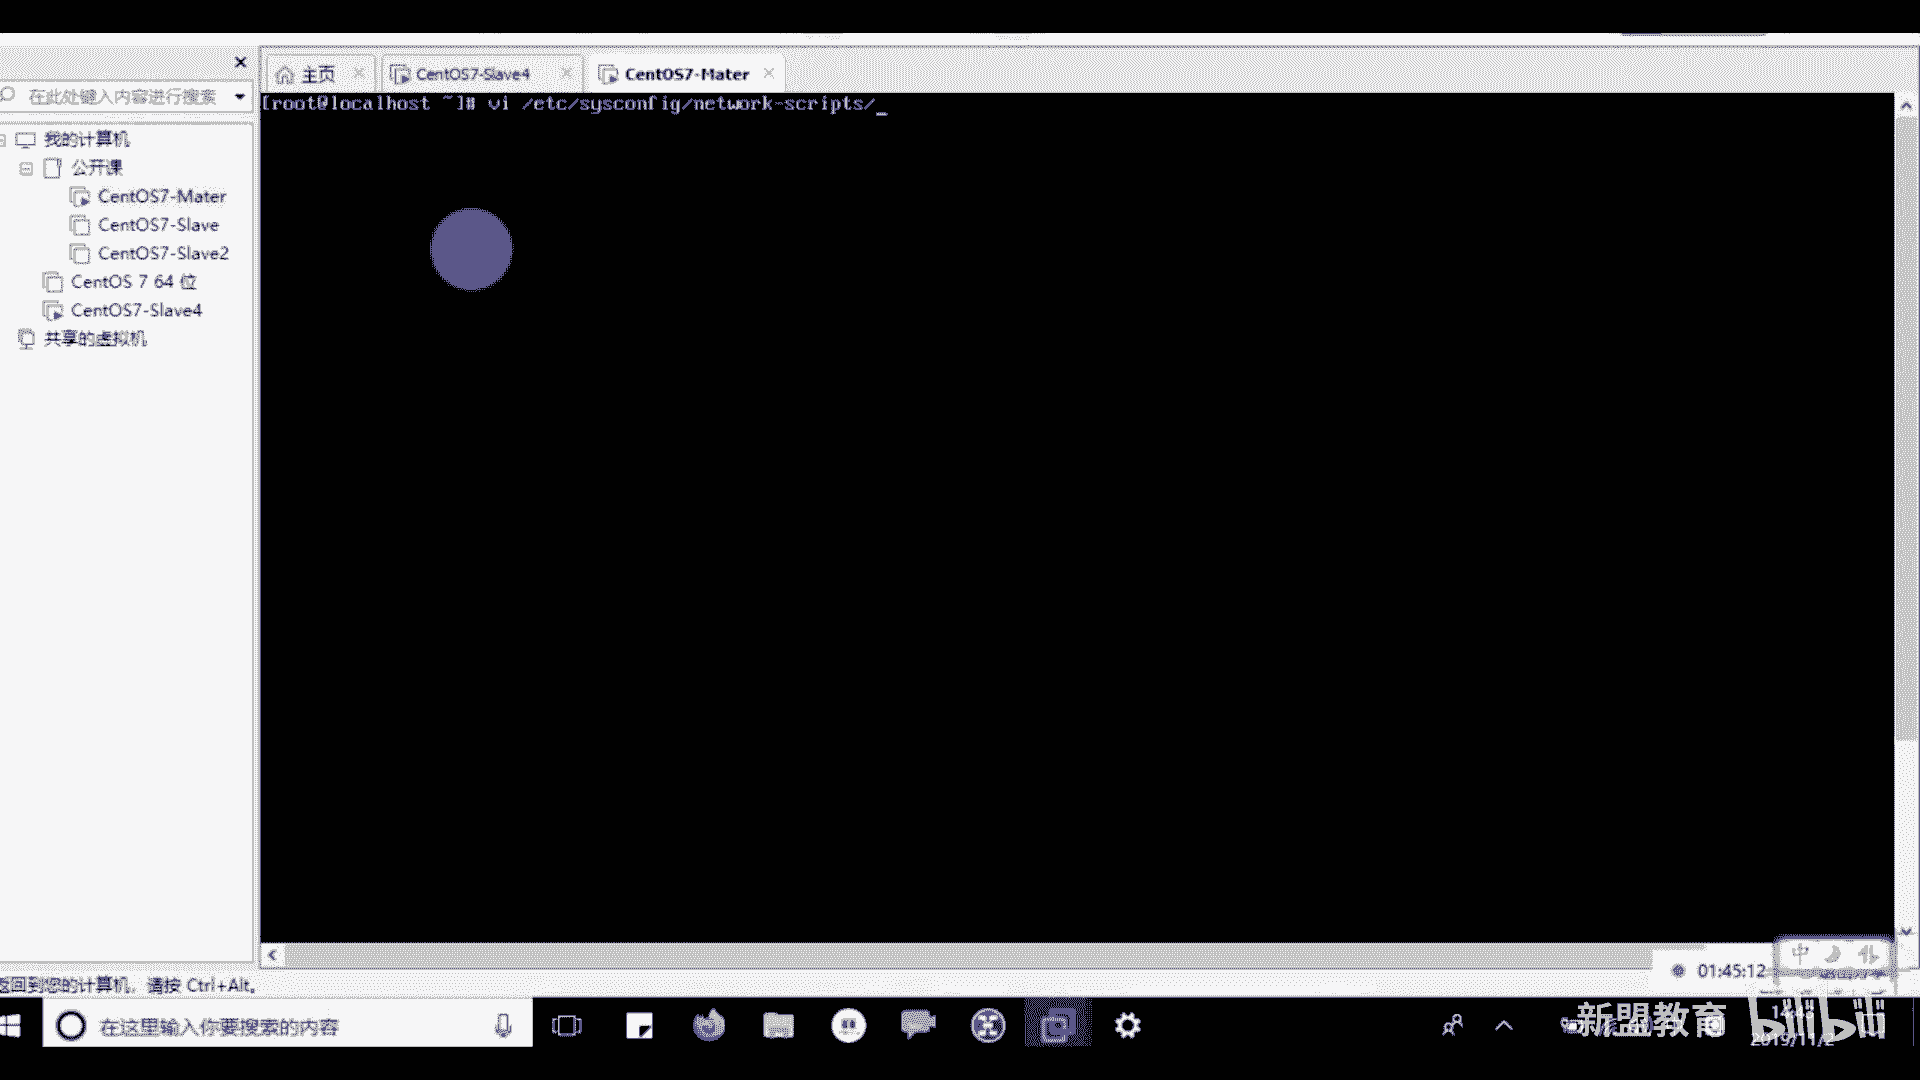 主页
CentOS7-Slave4
CentOS7-Mater
在此处键入内容进行搜索
[root@localhost ~]# vi /etc/sysconfig/network-scripts/_
我的计算机
公开课
CentOS7-Mater
CentOS7-Slave
CentOS7-Slave2
CentOS 7 64 位
CentOS7-Slave4
共享的虚拟机
中
01:45:12
返回到您的计算机，请按 Ctrl+Alt。
在这里输入你要搜索的内容
新盟教育
bilibili
2019/11/2